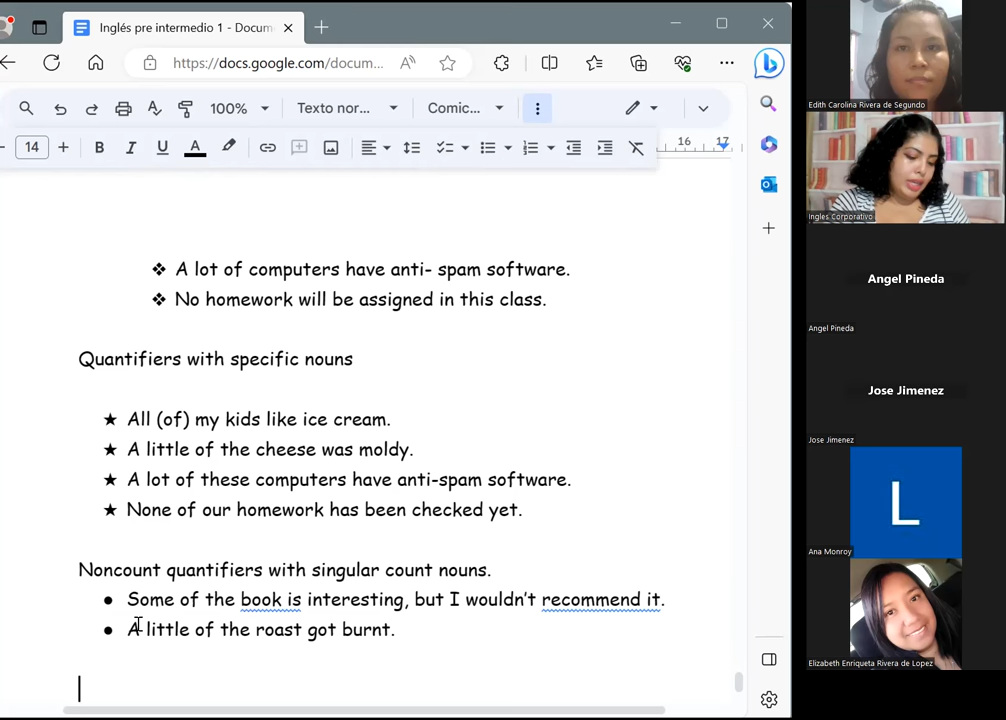 Inglés pre intermedio 1 - Docum
https://docs.google.com/docum...
100%
Texto nor...
Comic...
14
16
17
A lot of computers have anti- spam software.
No homework will be assigned in this class.
Quantifiers with specific nouns
All (of) my kids like ice cream.
A little of the cheese was moldy.
A lot of these computers have anti-spam software.
None of our homework has been checked yet.
Noncount quantifiers with singular count nouns.
Some of the book is interesting, but I wouldn't recommend it.
A little of the roast got burnt.
Edith Carolina Rivera de Segundo
Ingles Corporativo
Angel Pineda
Angel Pineda
Jose Jimenez
Jose Jimenez
L
Ana Monroy
Elizabeth Enriqueta Rivera de Lopez